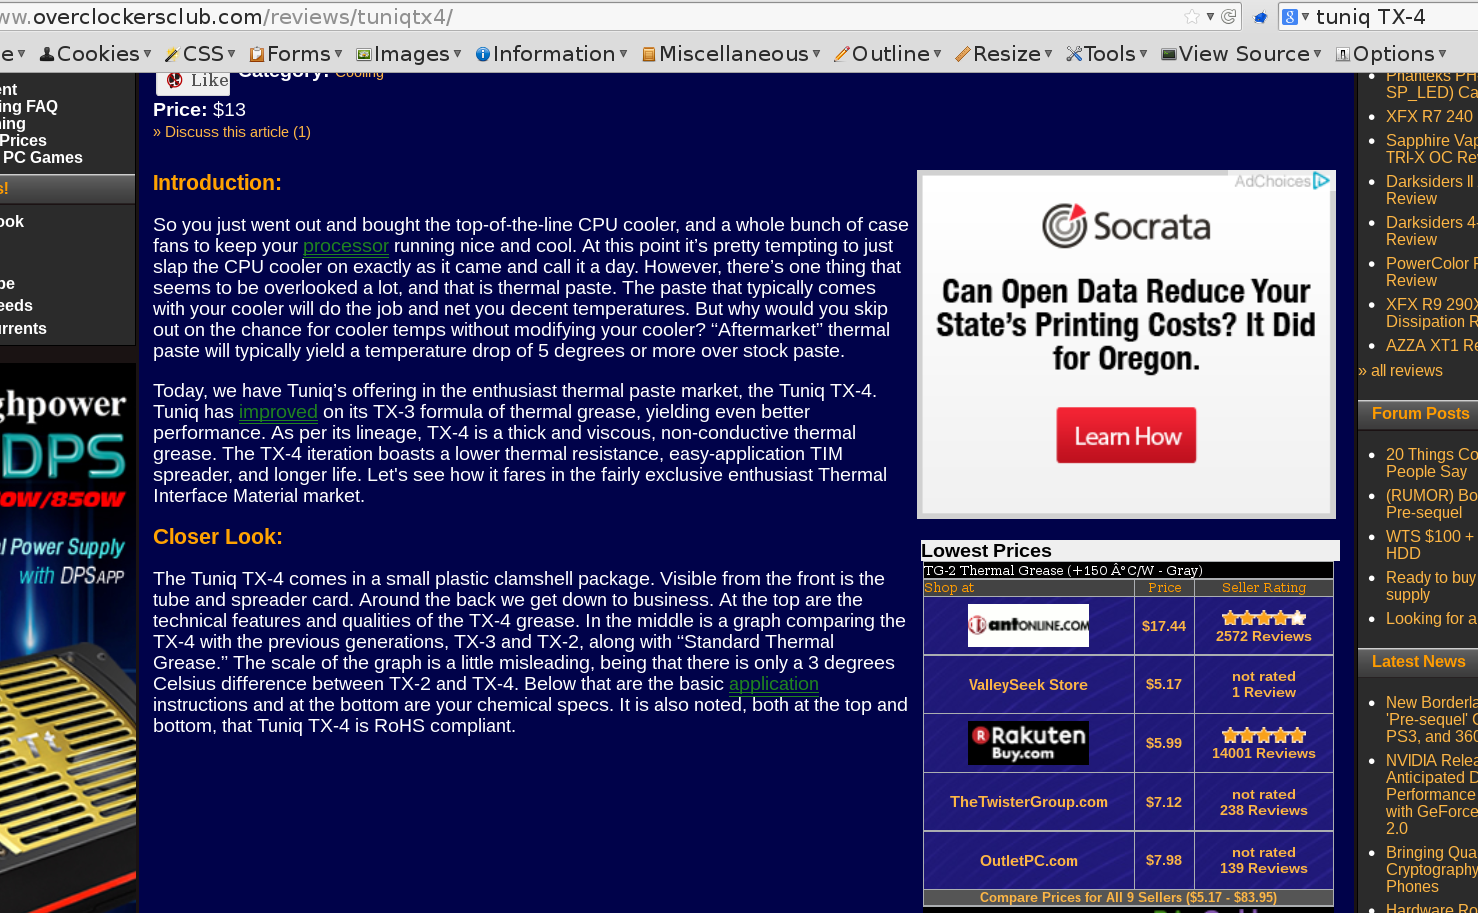 ww.overclockersclub.com/reviews/tuniqtx4/
tuniq TX-4
e Cookies CSS Forms Images Information Miscellaneous Outline Resize Tools View Source Options
ent
ing FAQ
ning
Prices
PC Games
s!
ook
be
eeds
urrents
ghpower
DPS
0W/850W
l Power Supply
with DPSAPP
Like Category: Cooling
Price: $13
» Discuss this article (1)
Introduction:
So you just went out and bought the top-of-the-line CPU cooler, and a whole bunch of case
fans to keep your processor running nice and cool. At this point it’s pretty tempting to just
slap the CPU cooler on exactly as it came and call it a day. However, there’s one thing that
seems to be overlooked a lot, and that is thermal paste. The paste that typically comes
with your cooler will do the job and net you decent temperatures. But why would you skip
out on the chance for cooler temps without modifying your cooler? “Aftermarket” thermal
paste will typically yield a temperature drop of 5 degrees or more over stock paste.
Today, we have Tuniq’s offering in the enthusiast thermal paste market, the Tuniq TX-4.
Tuniq has improved on its TX-3 formula of thermal grease, yielding even better
performance. As per its lineage, TX-4 is a thick and viscous, non-conductive thermal
grease. The TX-4 iteration boasts a lower thermal resistance, easy-application TIM
spreader, and longer life. Let's see how it fares in the fairly exclusive enthusiast Thermal
Interface Material market.
Closer Look:
The Tuniq TX-4 comes in a small plastic clamshell package. Visible from the front is the
tube and spreader card. Around the back we get down to business. At the top are the
technical features and qualities of the TX-4 grease. In the middle is a graph comparing the
TX-4 with the previous generations, TX-3 and TX-2, along with “Standard Thermal
Grease.” The scale of the graph is a little misleading, being that there is only a 3 degrees
Celsius difference between TX-2 and TX-4. Below that are the basic application
instructions and at the bottom are your chemical specs. It is also noted, both at the top and
bottom, that Tuniq TX-4 is RoHS compliant.
AdChoices
Socrata
Can Open Data Reduce Your
State’s Printing Costs? It Did
for Oregon.
Learn How
Lowest Prices
TG-2 Thermal Grease (+150 Â°C/W - Gray)
Shop at Price Seller Rating
antONLINE.COM $17.44 2572 Reviews
ValleySeek Store $5.17 not rated
1 Review
Rakuten
Buy.com $5.99 14001 Reviews
TheTwisterGroup.com $7.12 not rated
238 Reviews
OutletPC.com $7.98 not rated
139 Reviews
Compare Prices for All 9 Sellers ($5.17 - $83.95)
Phanteks PH
SP_LED) Ca
XFX R7 240
Sapphire Vap
TRI-X OC Re
Darksiders II
Review
Darksiders 4-
Review
PowerColor R
Review
XFX R9 290X
Dissipation R
AZZA XT1 Re
» all reviews
Forum Posts
20 Things Co
People Say
(RUMOR) Bo
Pre-sequel
WTS $100 +
HDD
Ready to buy
supply
Looking for a
Latest News
New Borderla
'Pre-sequel' C
PS3, and 360
NVIDIA Relea
Anticipated D
Performance
with GeForce
2.0
Bringing Qua
Cryptography
Phones
Hardware Ro